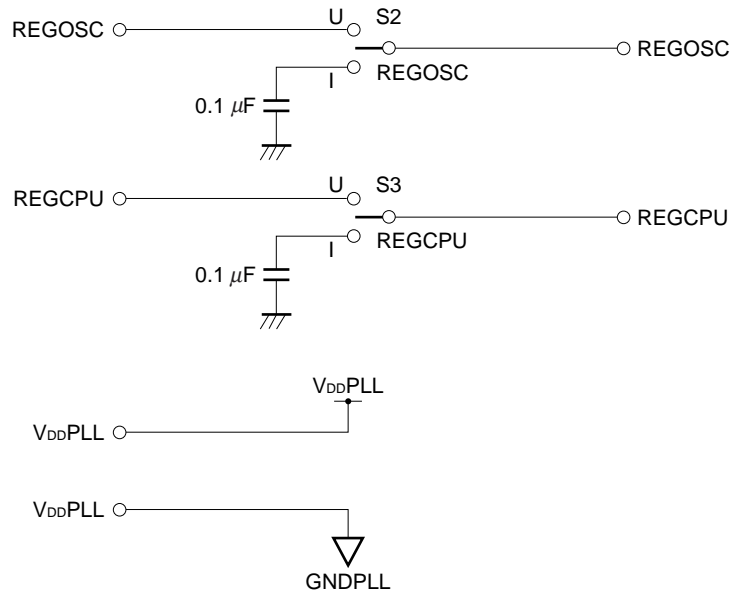 U S2
REGOSC
REGOSC
I REGOSC
0.1 μF
U S3
REGCPU
REGCPU
I REGCPU
0.1 μF
VDDPLL
VDDPLL
VDDPLL
GNDPLL